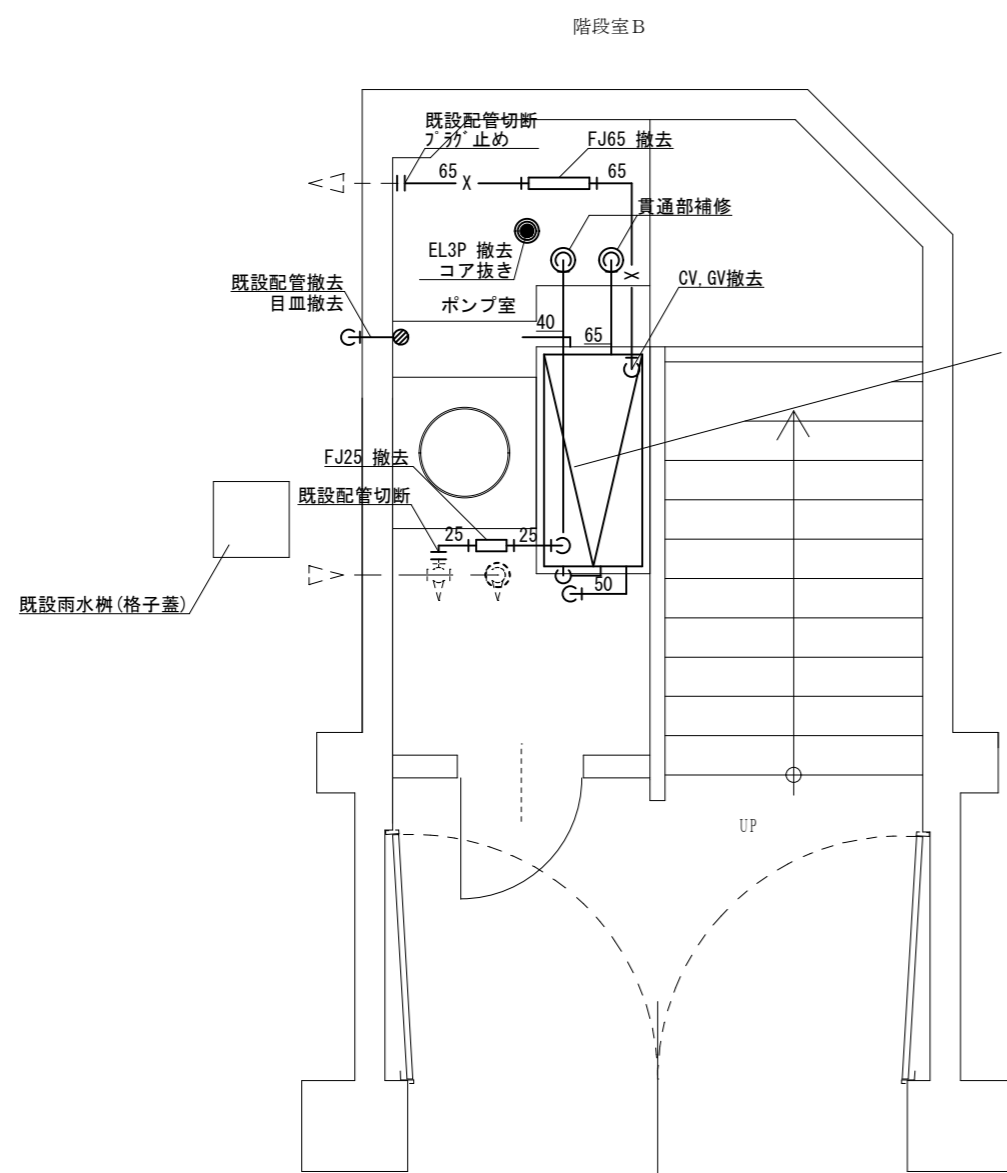 階段室B
既設配管切断
プラグ止め
FJ65 撤去
65
X
65
貫通部補修
EL3P 撤去
コア抜き
X
CV,GV撤去
既設配管撤去
目皿撤去
ポンプ室
40
65
FJ25 撤去
既設配管切断
25
25
50
既設雨水桝(格子蓋)
UP